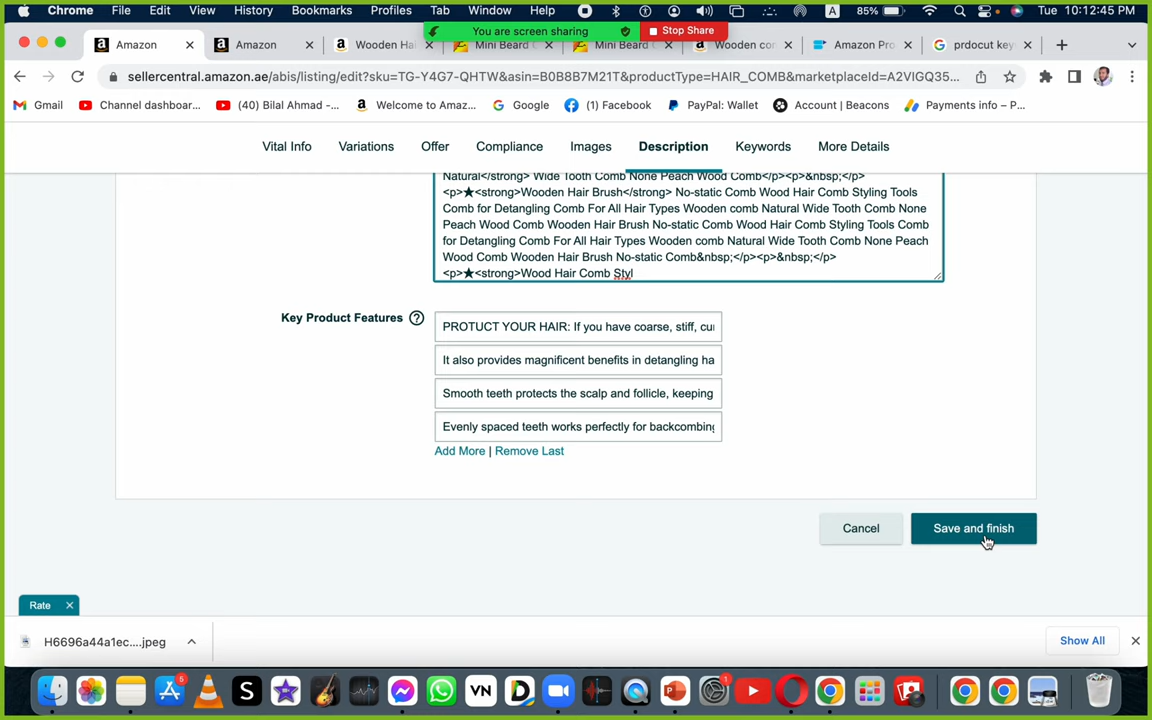 Chrome File Edit View History Bookmarks Profiles Tab Window Help A 85% Tue 10:12:45 PM
You are screen sharing Stop Share
Amazon Amazon Wooden Hai Mini Beard Mini Beard Wooden co Amazon Pro prdocut key
sellercentral.amazon.ae/abis/listing/edit?sku=TG-Y4G7-QHTW&asin=B0B8B7M21T&productType=HAIR_COMB&marketplaceId=A2VIGQ35...
Gmail Channel dashboar... (40) Bilal Ahmad -... Welcome to Amaz... Google (1) Facebook PayPal: Wallet Account | Beacons Payments info – P...
Vital Info Variations Offer Compliance Images Description Keywords More Details
Natural</strong> Wide Tooth Comb None Peach Wood Comb</p><p>&nbsp;</p>
<p>★<strong>Wooden Hair Brush</strong> No-static Comb Wood Hair Comb Styling Tools
Comb for Detangling Comb For All Hair Types Wooden comb Natural Wide Tooth Comb None
Peach Wood Comb Wooden Hair Brush No-static Comb Wood Hair Comb Styling Tools Comb
for Detangling Comb For All Hair Types Wooden comb Natural Wide Tooth Comb None Peach
Wood Comb Wooden Hair Brush No-static Comb&nbsp;</p><p>&nbsp;</p>
<p>★<strong>Wood Hair Comb Styl
Key Product Features ?
PROTUCT YOUR HAIR: If you have coarse, stiff, cu
It also provides magnificent benefits in detangling ha
Smooth teeth protects the scalp and follicle, keeping
Evenly spaced teeth works perfectly for backcombing
Add More | Remove Last
Cancel Save and finish
Rate
H6696a44a1ec....jpeg Show All
5 S VN D 1